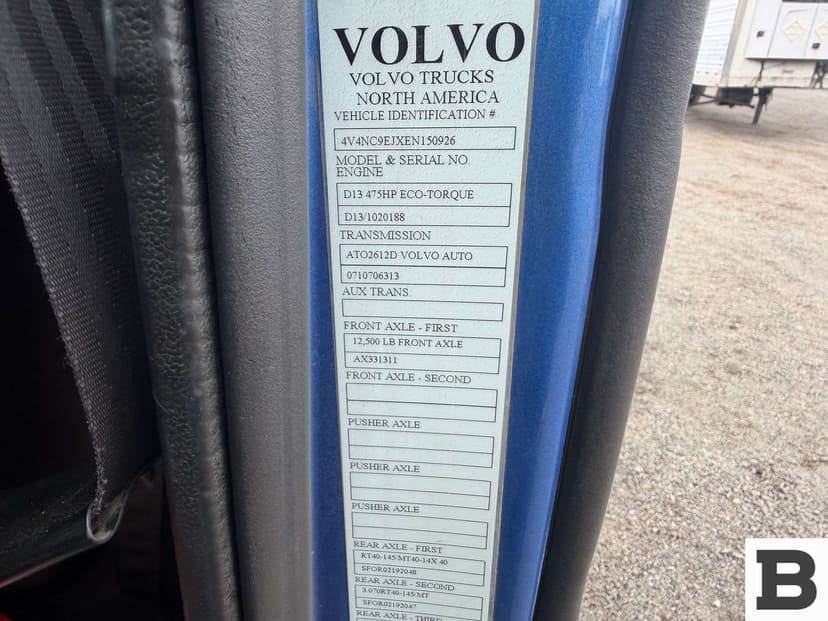 VOLVO
VOLVO TRUCKS
NORTH AMERICA
VEHICLE IDENTIFICATION #
4V4NC9EJXEN150926
MODEL & SERIAL NO.
ENGINE
D13 475HP ECO-TORQUE
D13/1020188
TRANSMISSION
ATO2612D VOLVO AUTO
0710706313
AUX TRANS.
FRONT AXLE - FIRST
12,500 LB FRONT AXLE
AX331311
FRONT AXLE - SECOND
PUSHER AXLE
PUSHER AXLE
PUSHER AXLE
REAR AXLE - FIRST
RT40-145/MT40-14X 40
SFOR02192048
REAR AXLE - SECOND
3.070RT40-145/MT
SFOR02192047
REAR AXLE - THIRD
B